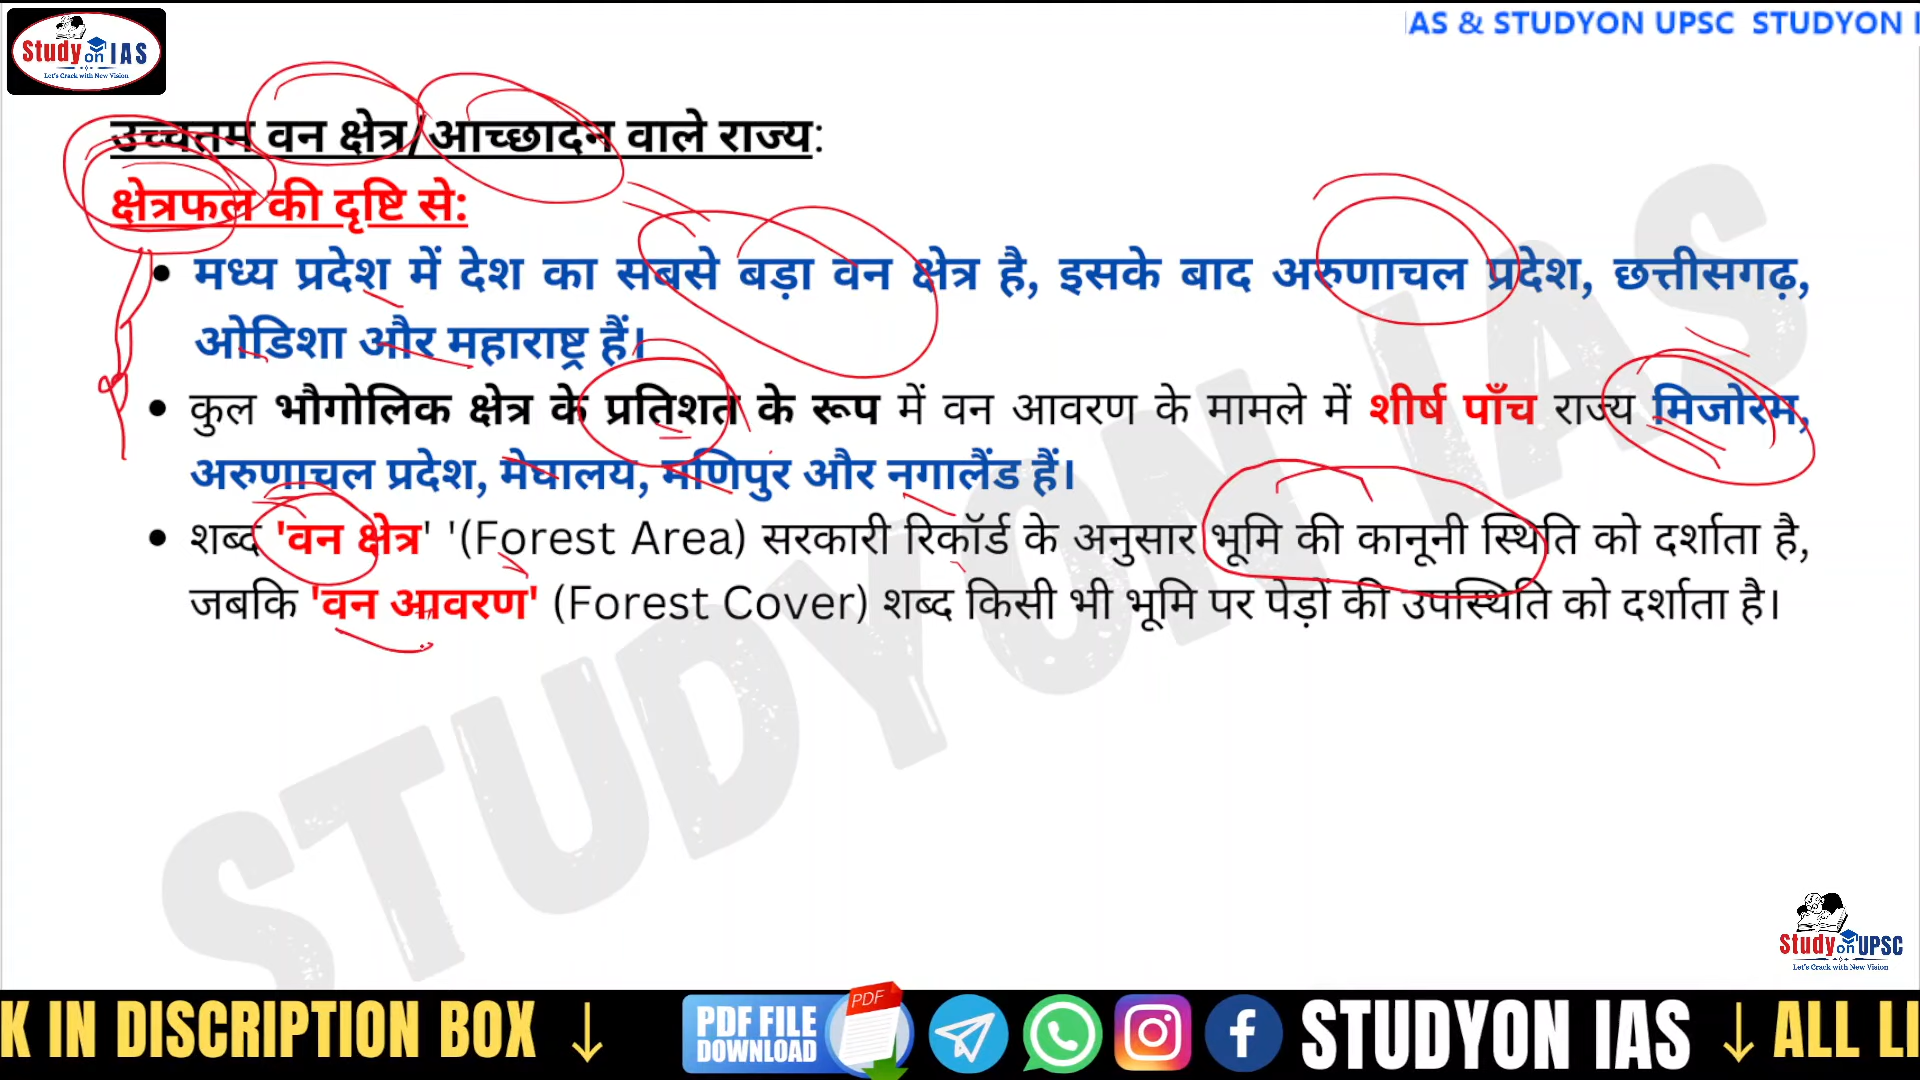 Study on IAS
Let's Crack with New Vision
IAS & STUDYON UPSC STUDYON I
उच्चतम वन क्षेत्र/आच्छादन वाले राज्य:
क्षेत्रफल की दृष्टि से:
• मध्य प्रदेश में देश का सबसे बड़ा वन क्षेत्र है, इसके बाद अरुणाचल प्रदेश, छत्तीसगढ़,
ओडिशा और महाराष्ट्र हैं।
• कुल भौगोलिक क्षेत्र के प्रतिशत के रूप में वन आवरण के मामले में शीर्ष पाँच राज्य मिजोरम,
अरुणाचल प्रदेश, मेघालय, मणिपुर और नगालैंड हैं।
• शब्द 'वन क्षेत्र' '(Forest Area) सरकारी रिकॉर्ड के अनुसार भूमि की कानूनी स्थिति को दर्शाता है,
जबकि 'वन आवरण' (Forest Cover) शब्द किसी भी भूमि पर पेड़ों की उपस्थिति को दर्शाता है।
STUDYON IAS
Study on UPSC
Let's Crack with New Vision
K IN DISCRIPTION BOX ↓ PDF FILE DOWNLOAD PDF STUDYON IAS ↓ ALL LI